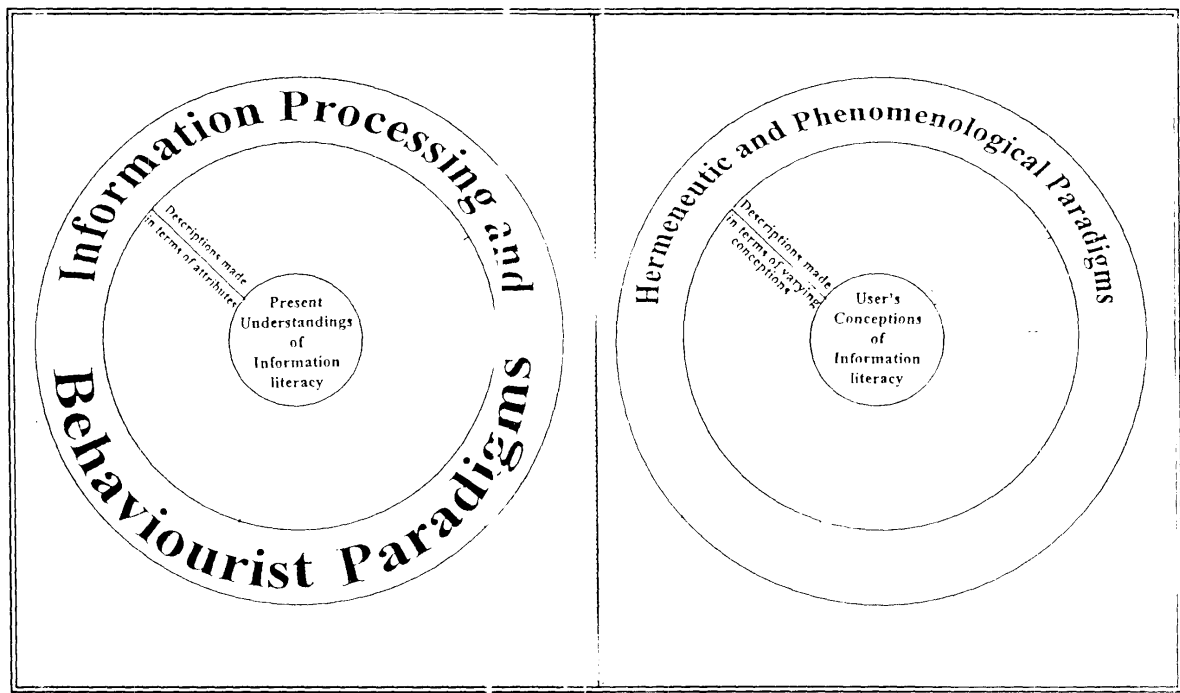 Information Processing and
Behaviourist Paradigms
Descriptions made
in terms of attributes
Present
Understandings
of
Information
literacy
Hermeneutic and Phenomenological Paradigms
Descriptions made
in terms of varying
conceptions
User's
Conceptions
of
Information
literacy